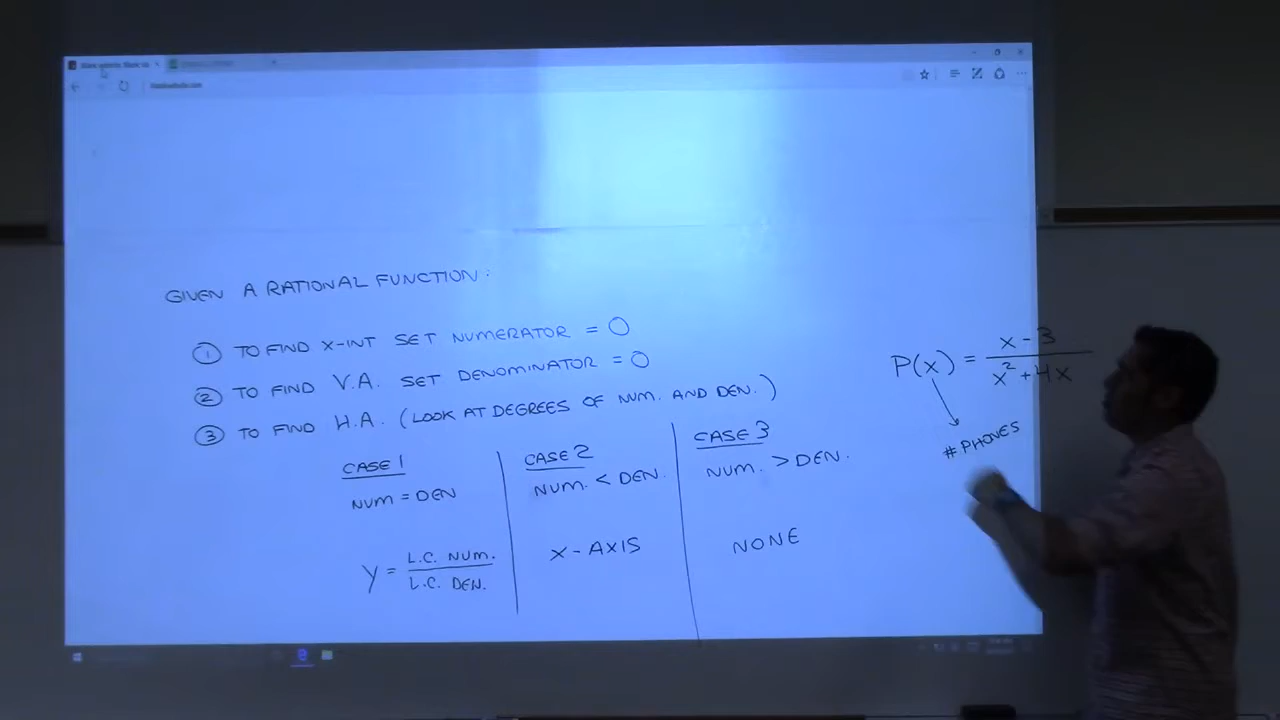 GIVEN A RATIONAL FUNCTION:
① TO FIND X-INT SET NUMERATOR = 0
② TO FIND V.A. SET DENOMINATOR = 0
③ TO FIND H.A. (LOOK AT DEGREES OF NUM. AND DEN.)
CASE 1
NUM = DEN
y = L.C. NUM. / L.C. DEN.
CASE 2
NUM. < DEN.
X-AXIS
CASE 3
NUM. > DEN.
NONE
P(x) = x - 3 / x² + 4x
# PHONES